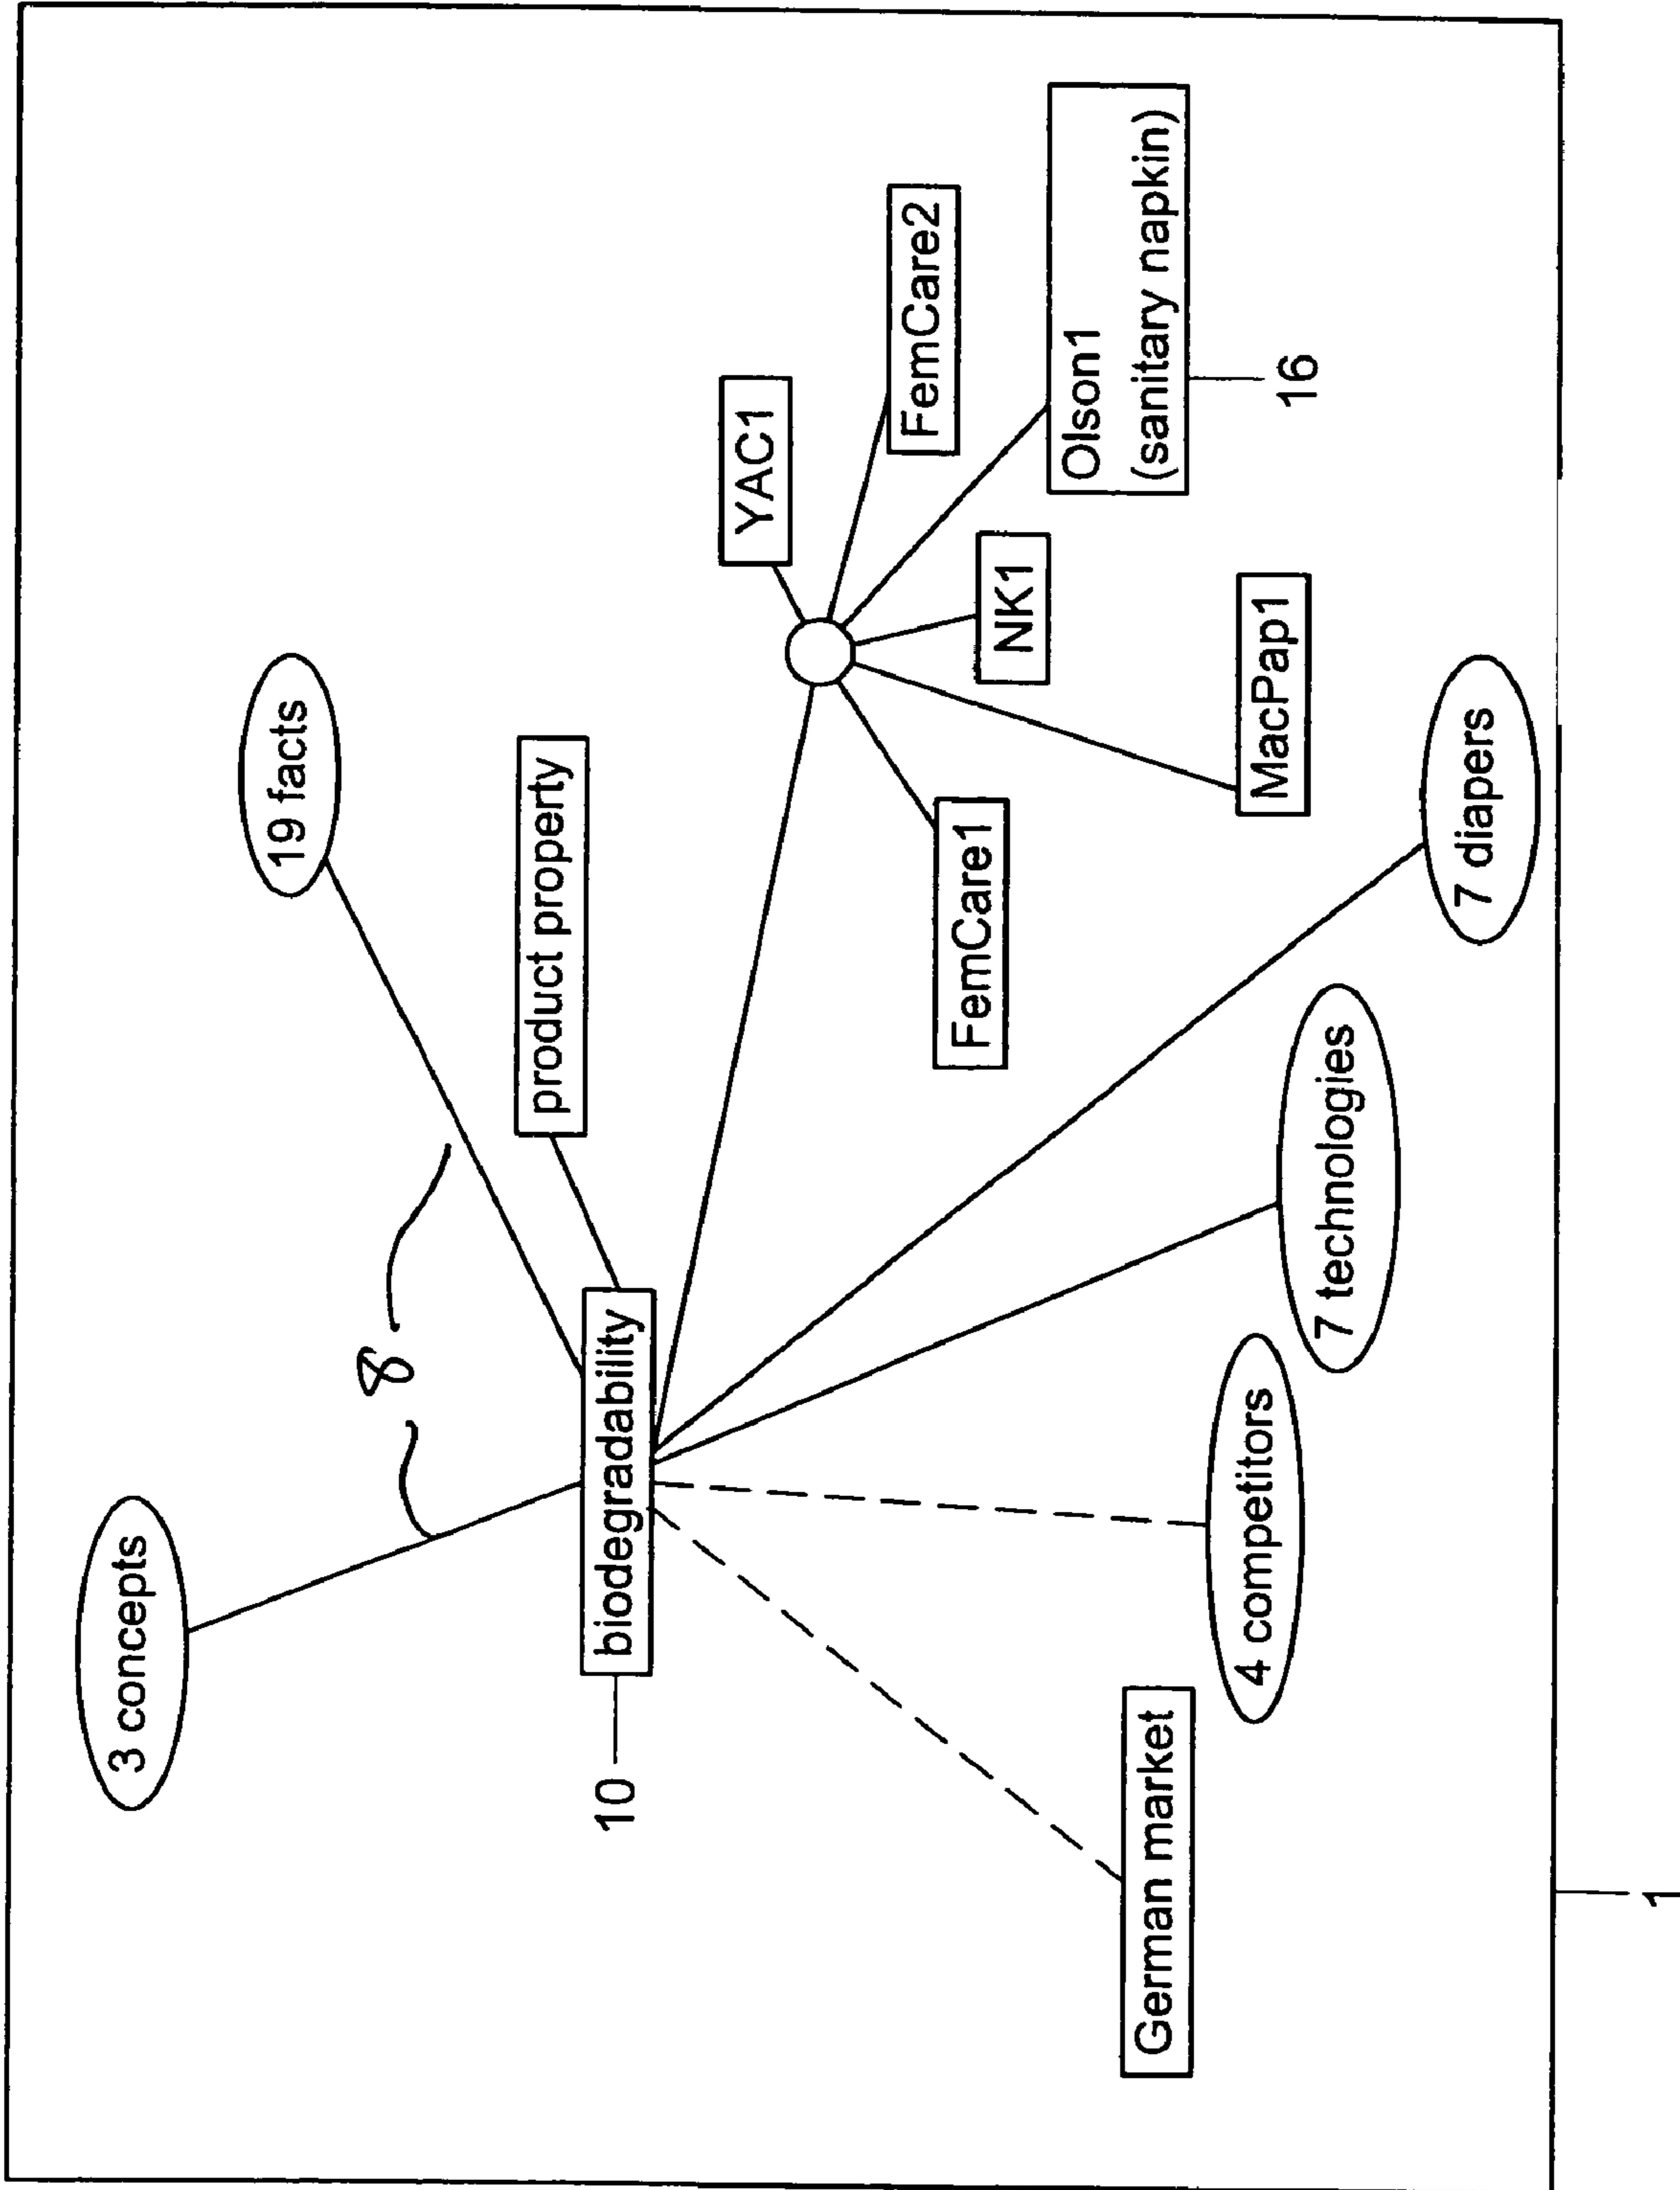 3 concepts
19 facts
8
product property
10
biodegradability
YAC1
FemCare2
FemCare1
NK1
Olson1
(sanitary napkin)
16
German market
4 competitors
7 technologies
MacPap1
7 diapers
1